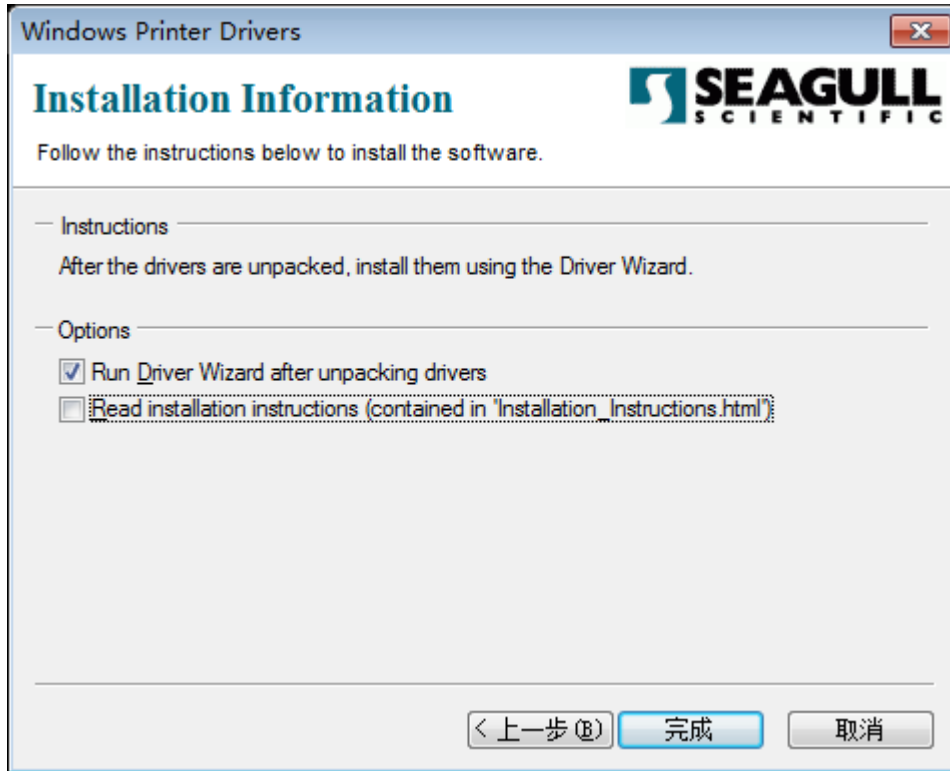 Windows Printer Drivers
Installation Information
SEAGULL
SCIENTIFIC
Follow the instructions below to install the software.
Instructions
After the drivers are unpacked, install them using the Driver Wizard.
Options
Run Driver Wizard after unpacking drivers
Read installation instructions (contained in "Installation_Instructions.html")
< 上一步(B) 完成 取消